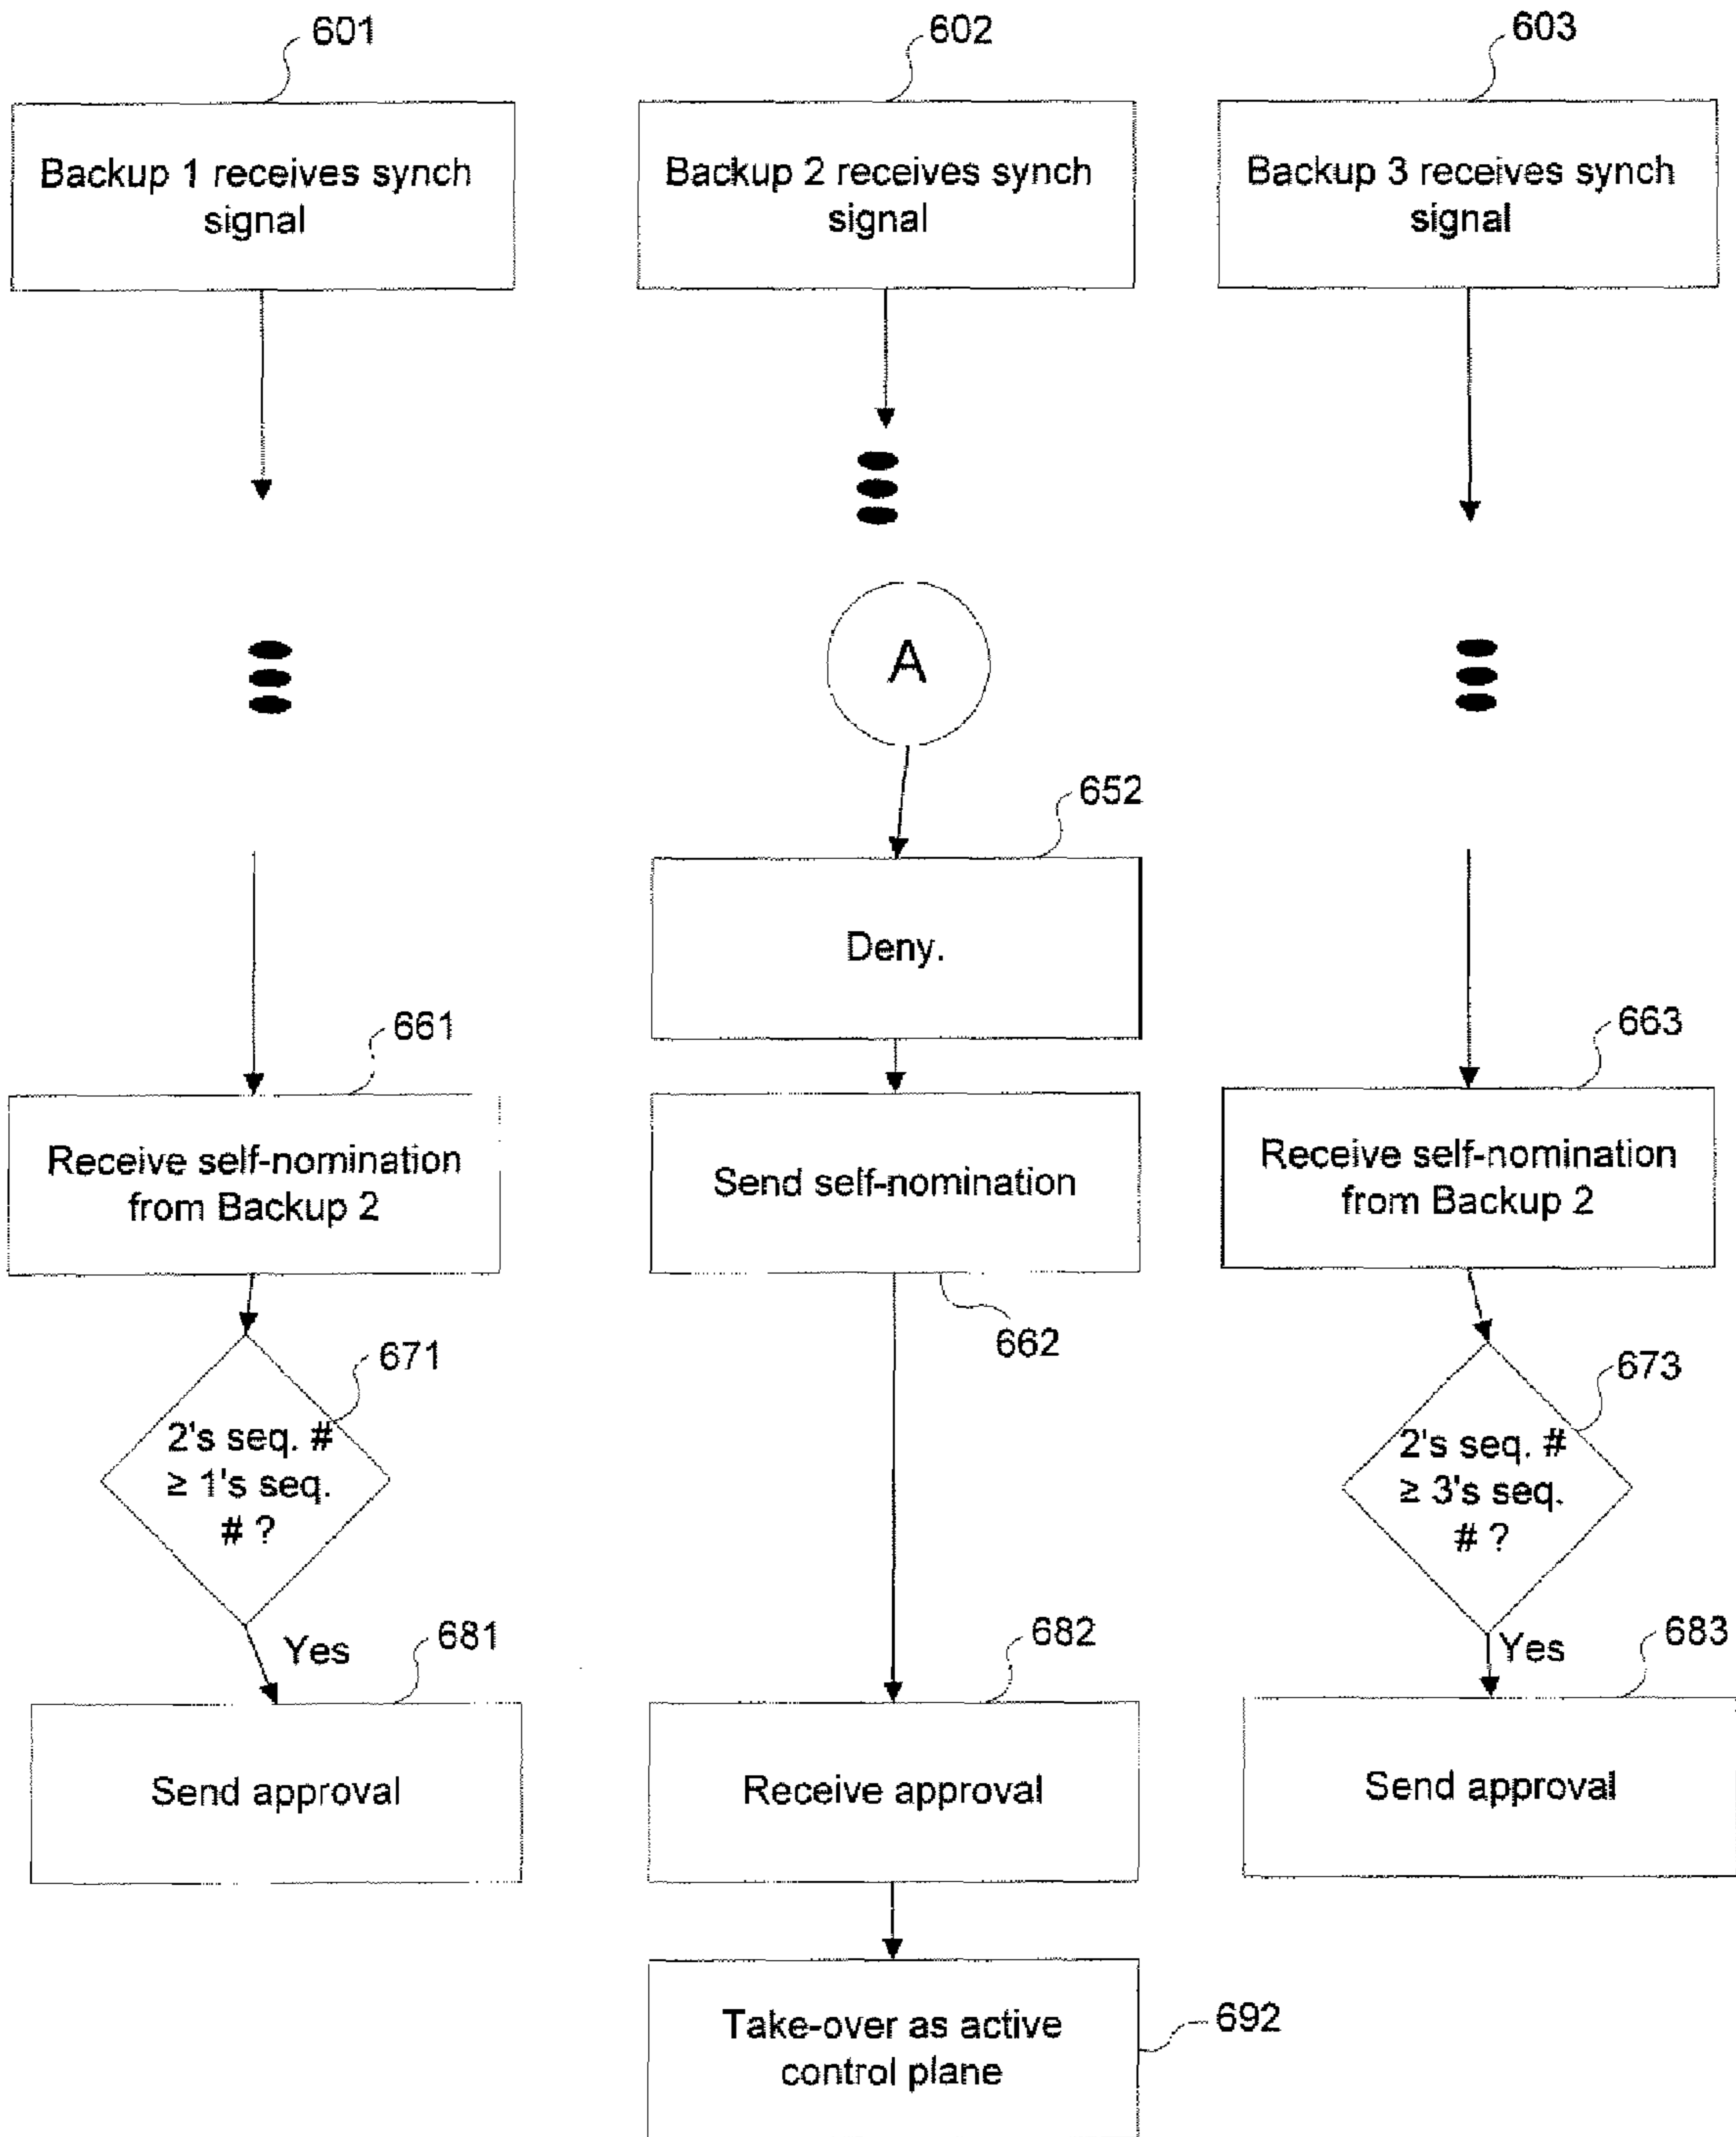 601
602
603
Backup 1 receives synch
signal
Backup 2 receives synch
signal
Backup 3 receives synch
signal
A
652
Deny.
661
663
Receive self-nomination
from Backup 2
Send self-nomination
Receive self-nomination
from Backup 2
662
671
673
2's seq. #
≥ 1's seq.
# ?
2's seq. #
≥ 3's seq.
# ?
Yes
681
682
Yes
683
Send approval
Receive approval
Send approval
Take-over as active
control plane
692